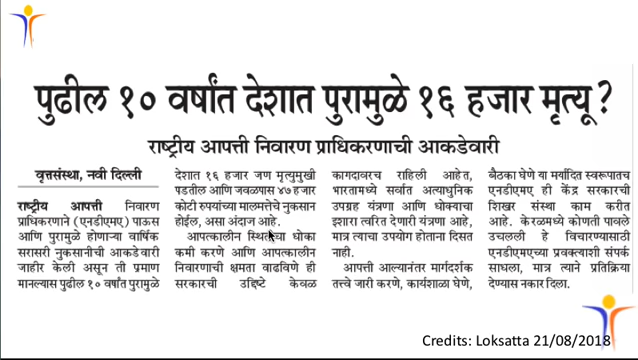 पुढील १० वर्षांत देशात पुरामुळे १६ हजार मृत्यू?
राष्ट्रीय आपत्ती निवारण प्राधिकरणाची आकडेवारी
वृत्तसंस्था, नवी दिल्ली
राष्ट्रीय आपत्ती निवारण
प्राधिकरणाने (एनडीएमए) पाऊस
आणि पुरामुळे होणाऱ्या वार्षिक
सरासरी नुकसानीची आकडेवारी
जाहीर केली असून ती प्रमाण
मानल्यास पुढील १० वर्षांत पुरामुळे
देशात १६ हजार जण मृत्युमुखी
पडतील आणि जवळपास ४७ हजार
कोटी रुपयांच्या मालमत्तेचे नुकसान
होईल, असा अंदाज आहे.
आपत्कालीन स्थितीचा धोका
कमी करणे आणि आपत्कालीन
निवारणाची क्षमता वाढविणे ही
सरकारची उद्दिष्टे केवळ
कागदावरच राहिली आहेत,
भारतामध्ये सर्वात अत्याधुनिक
उपग्रह यंत्रणा आणि धोक्याचा
इशारा त्वरित देणारी यंत्रणा आहे,
मात्र त्याचा उपयोग होताना दिसत
नाही.
आपत्ती आल्यानंतर मार्गदर्शक
तत्त्वे जारी करणे, कार्यशाळा घेणे,
बैठका घेणे या मर्यादित स्वरूपातच
एनडीएमए ही केंद्र सरकारची
शिखर संस्था काम करीत
आहे. केरळमध्ये कोणती पावले
उचलली हे विचारण्यासाठी
एनडीएमएच्या प्रवक्त्याशी संपर्क
साधला, मात्र त्याने प्रतिक्रिया
देण्यास नकार दिला.
Credits: Loksatta 21/08/2018